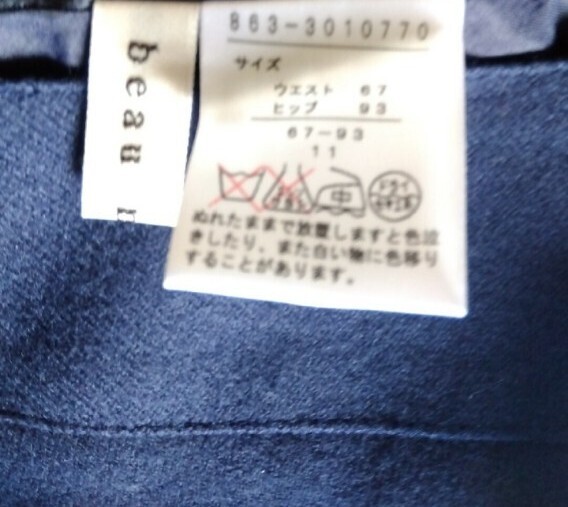 beau
863-3010770
サイズ
ウエスト 67
ヒップ 93
67-93
11
中
ドライ
ぬれたままで放置しますと色泣
きしたり、また白い物に色移り
することがあります。